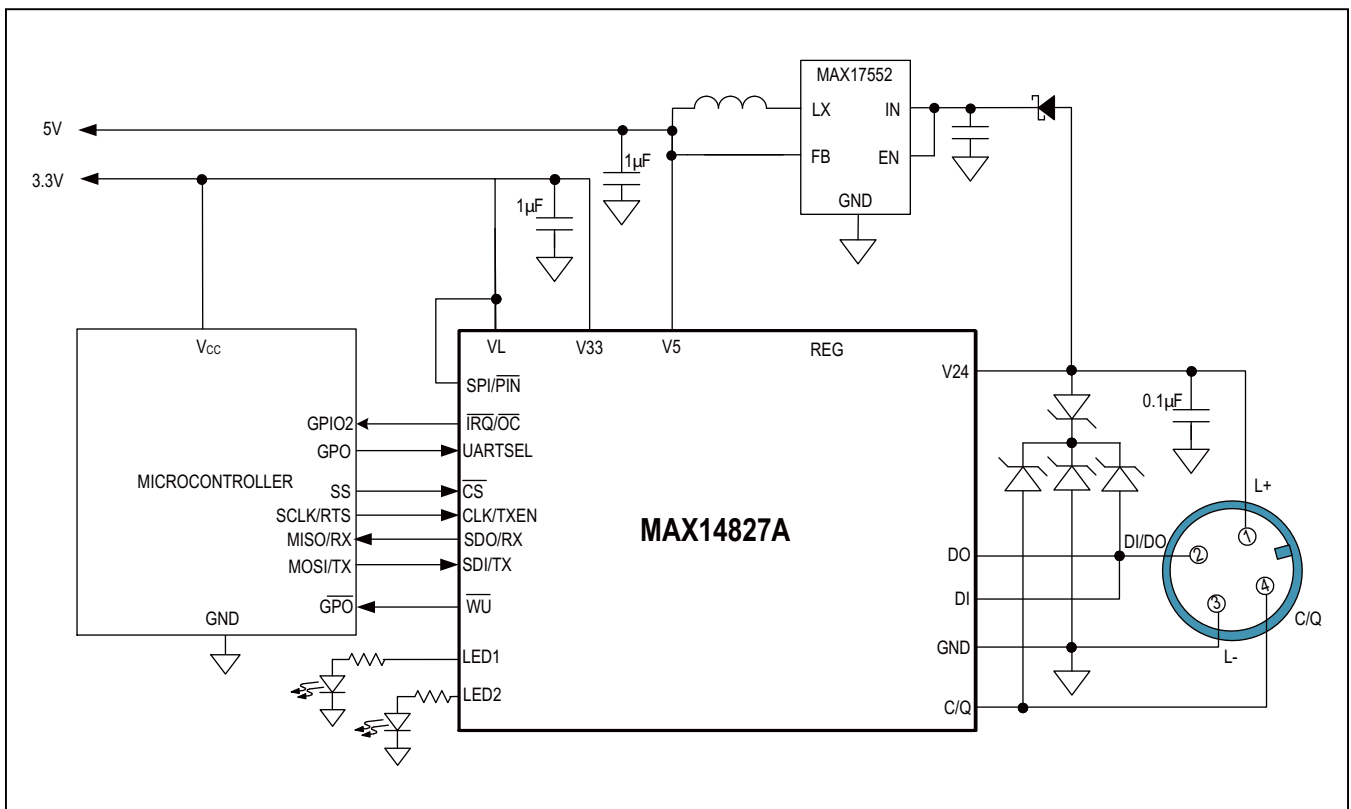 MAX17552
LX
IN
FB
EN
GND
5V
3.3V
1µF
1µF
VCC
VL
V33
V5
REG
SPI/PIN
V24
0.1µF
GPIO2
IRQ/OC
GPO
UARTSEL
MICROCONTROLLER
SS
CS
SCLK/RTS
CLK/TXEN
MISO/RX
SDO/RX
MOSI/TX
SDI/TX
GPO
WU
GND
LED1
LED2
MAX14827A
L+
DO
DI/DO
DI
GND
C/Q
1
2
3
4
C/Q
L-